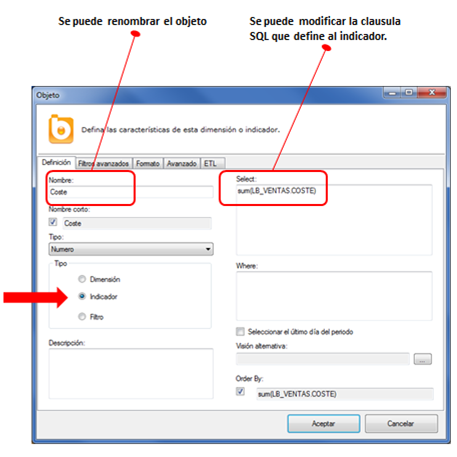 Se puede renombrar el objeto
Se puede modificar la clausula
SQL que define al indicador.
Objeto
b
Defina las características de esta dimensión o indicador.
Definición Filtros avanzados Formato Avanzado ETL
Nombre:
Coste
Nombre corto:
Coste
Tipo:
Numero
Tipo
Dimensión
Indicador
Filtro
Descripción:
Select:
sum(LB_VENTAS.COSTE)
Where:
Seleccionar el último día del periodo
Visión alternativa:
...
Order By:
sum(LB_VENTAS.COSTE)
Aceptar Cancelar